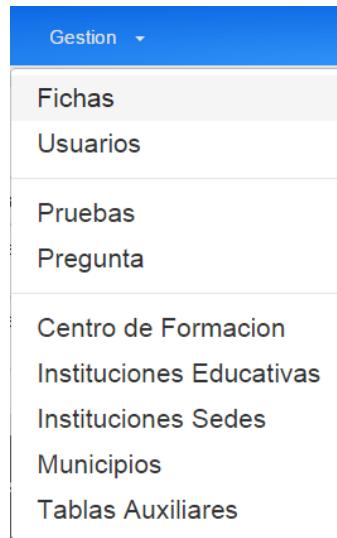 Gestion
Fichas
Usuarios
Pruebas
Pregunta
Centro de Formacion
Instituciones Educativas
Instituciones Sedes
Municipios
Tablas Auxiliares